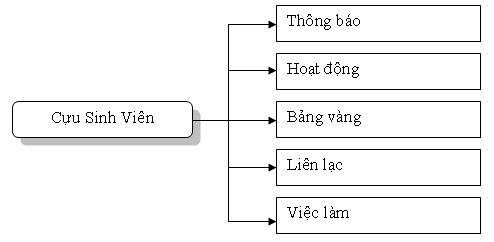 Thông báo
Hoạt động
Cựu Sinh Viên
Bảng vàng
Liên lạc
Việc làm